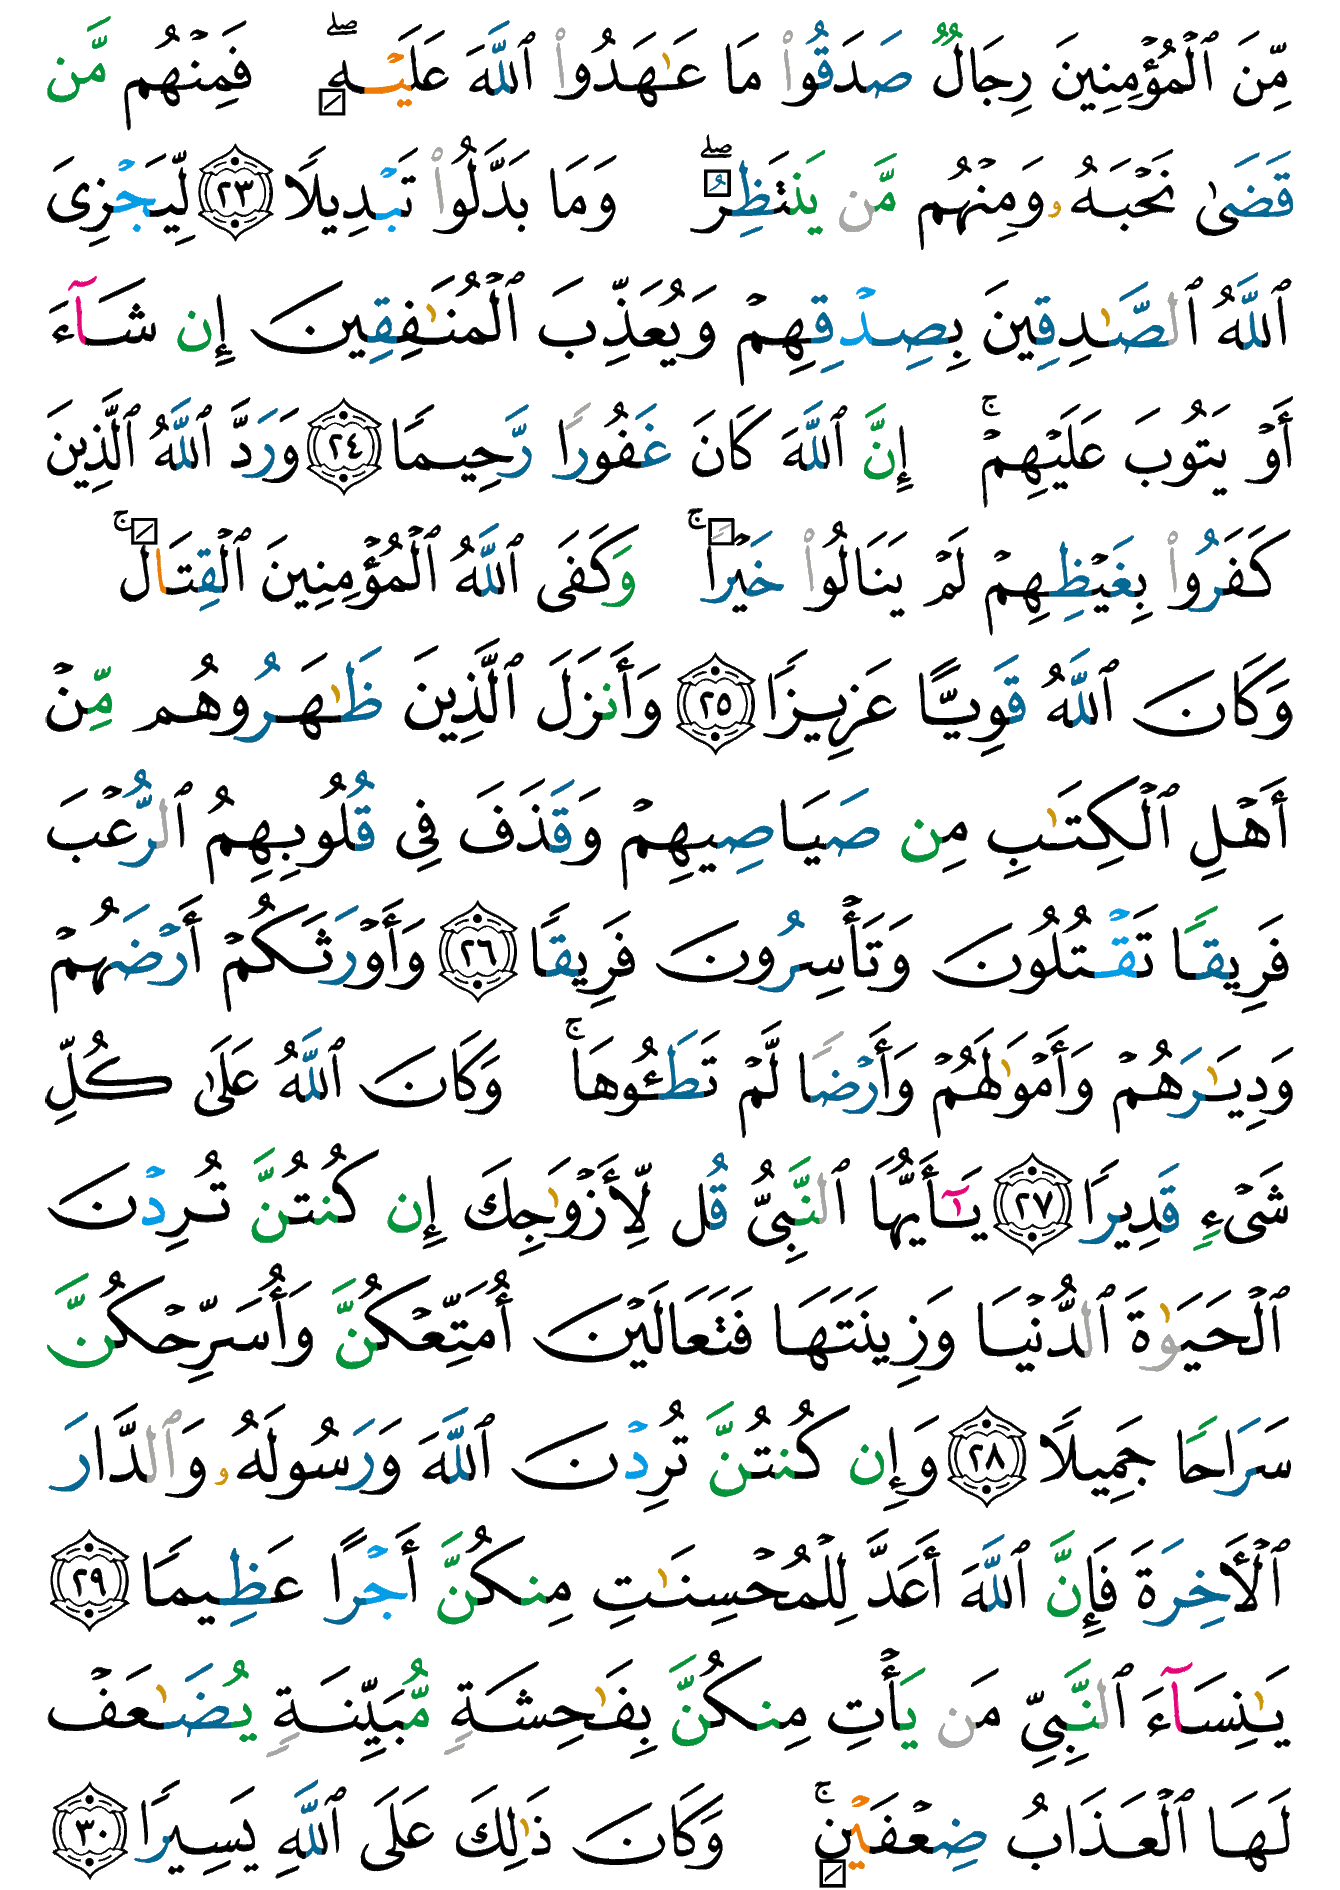 مِّنَ ٱلْمُؤْمِنِينَ رِجَالٌ صَدَقُوا۟ مَا عَـٰهَدُوا۟ ٱللَّهَ عَلَيْهِ ۖ فَمِنْهُم مَّن
قَضَىٰ نَحْبَهُۥ وَمِنْهُم مَّن يَنتَظِرُ ۖ وَمَا بَدَّلُوا۟ تَبْدِيلًا ٢٣ لِّيَجْزِىَ
ٱللَّهُ ٱلصَّـٰدِقِينَ بِصِدْقِهِمْ وَيُعَذِّبَ ٱلْمُنَـٰفِقِينَ إِن شَآءَ
أَوْ يَتُوبَ عَلَيْهِمْ ۚ إِنَّ ٱللَّهَ كَانَ غَفُورًا رَّحِيمًا ٢٤ وَرَدَّ ٱللَّهُ ٱلَّذِينَ
كَفَرُوا۟ بِغَيْظِهِمْ لَمْ يَنَالُوا۟ خَيْرًا ۚ وَكَفَى ٱللَّهُ ٱلْمُؤْمِنِينَ ٱلْقِتَالَ ۚ
وَكَانَ ٱللَّهُ قَوِيًّا عَزِيزًا ٢٥ وَأَنزَلَ ٱلَّذِينَ ظَـٰهَرُوهُم مِّنْ
أَهْلِ ٱلْكِتَـٰبِ مِن صَيَاصِيهِمْ وَقَذَفَ فِى قُلُوبِهِمُ ٱلرُّعْبَ
فَرِيقًا تَقْتُلُونَ وَتَأْسِرُونَ فَرِيقًا ٢٦ وَأَوْرَثَكُمْ أَرْضَهُمْ
وَدِيَـٰرَهُمْ وَأَمْوَٰلَهُمْ وَأَرْضًا لَّمْ تَطَـُٔوهَا ۚ وَكَانَ ٱللَّهُ عَلَىٰ كُلِّ
شَىْءٍ قَدِيرًا ٢٧ يَـٰٓأَيُّهَا ٱلنَّبِىُّ قُل لِّأَزْوَٰجِكَ إِن كُنتُنَّ تُرِدْنَ
ٱلْحَيَوٰةَ ٱلدُّنْيَا وَزِينَتَهَا فَتَعَالَيْنَ أُمَتِّعْكُنَّ وَأُسَرِّحْكُنَّ
سَرَاحًا جَمِيلًا ٢٨ وَإِن كُنتُنَّ تُرِدْنَ ٱللَّهَ وَرَسُولَهُۥ وَٱلدَّارَ
ٱلْـَٔاخِرَةَ فَإِنَّ ٱللَّهَ أَعَدَّ لِلْمُحْسِنَـٰتِ مِنكُنَّ أَجْرًا عَظِيمًا ٢٩
يَـٰنِسَآءَ ٱلنَّبِىِّ مَن يَأْتِ مِنكُنَّ بِفَـٰحِشَةٍ مُّبَيِّنَةٍ يُضَـٰعَفْ
لَهَا ٱلْعَذَابُ ضِعْفَيْنِ ۚ وَكَانَ ذَٰلِكَ عَلَى ٱللَّهِ يَسِيرًا ٣٠